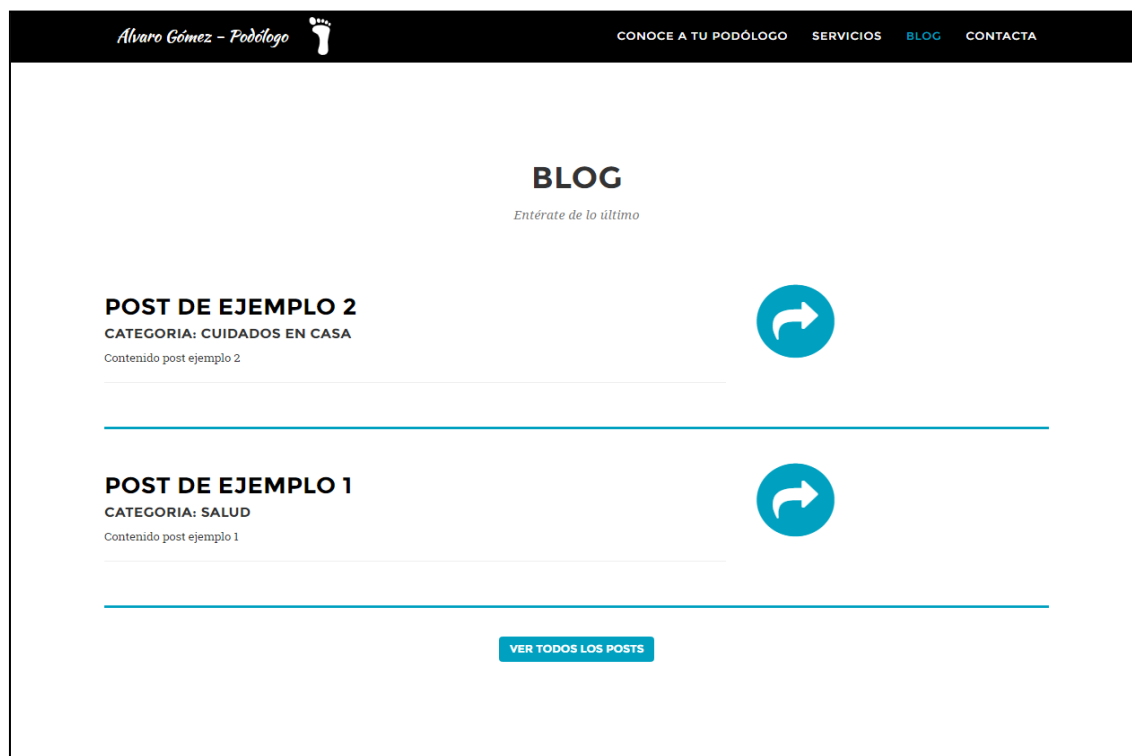 Álvaro Gómez - Podólogo
CONOCE A TU PODÓLOGO SERVICIOS BLOG CONTACTA
BLOG
Entérate de lo último
POST DE EJEMPLO 2
CATEGORIA: CUIDADOS EN CASA
Contenido post ejemplo 2
POST DE EJEMPLO 1
CATEGORIA: SALUD
Contenido post ejemplo 1
VER TODOS LOS POSTS